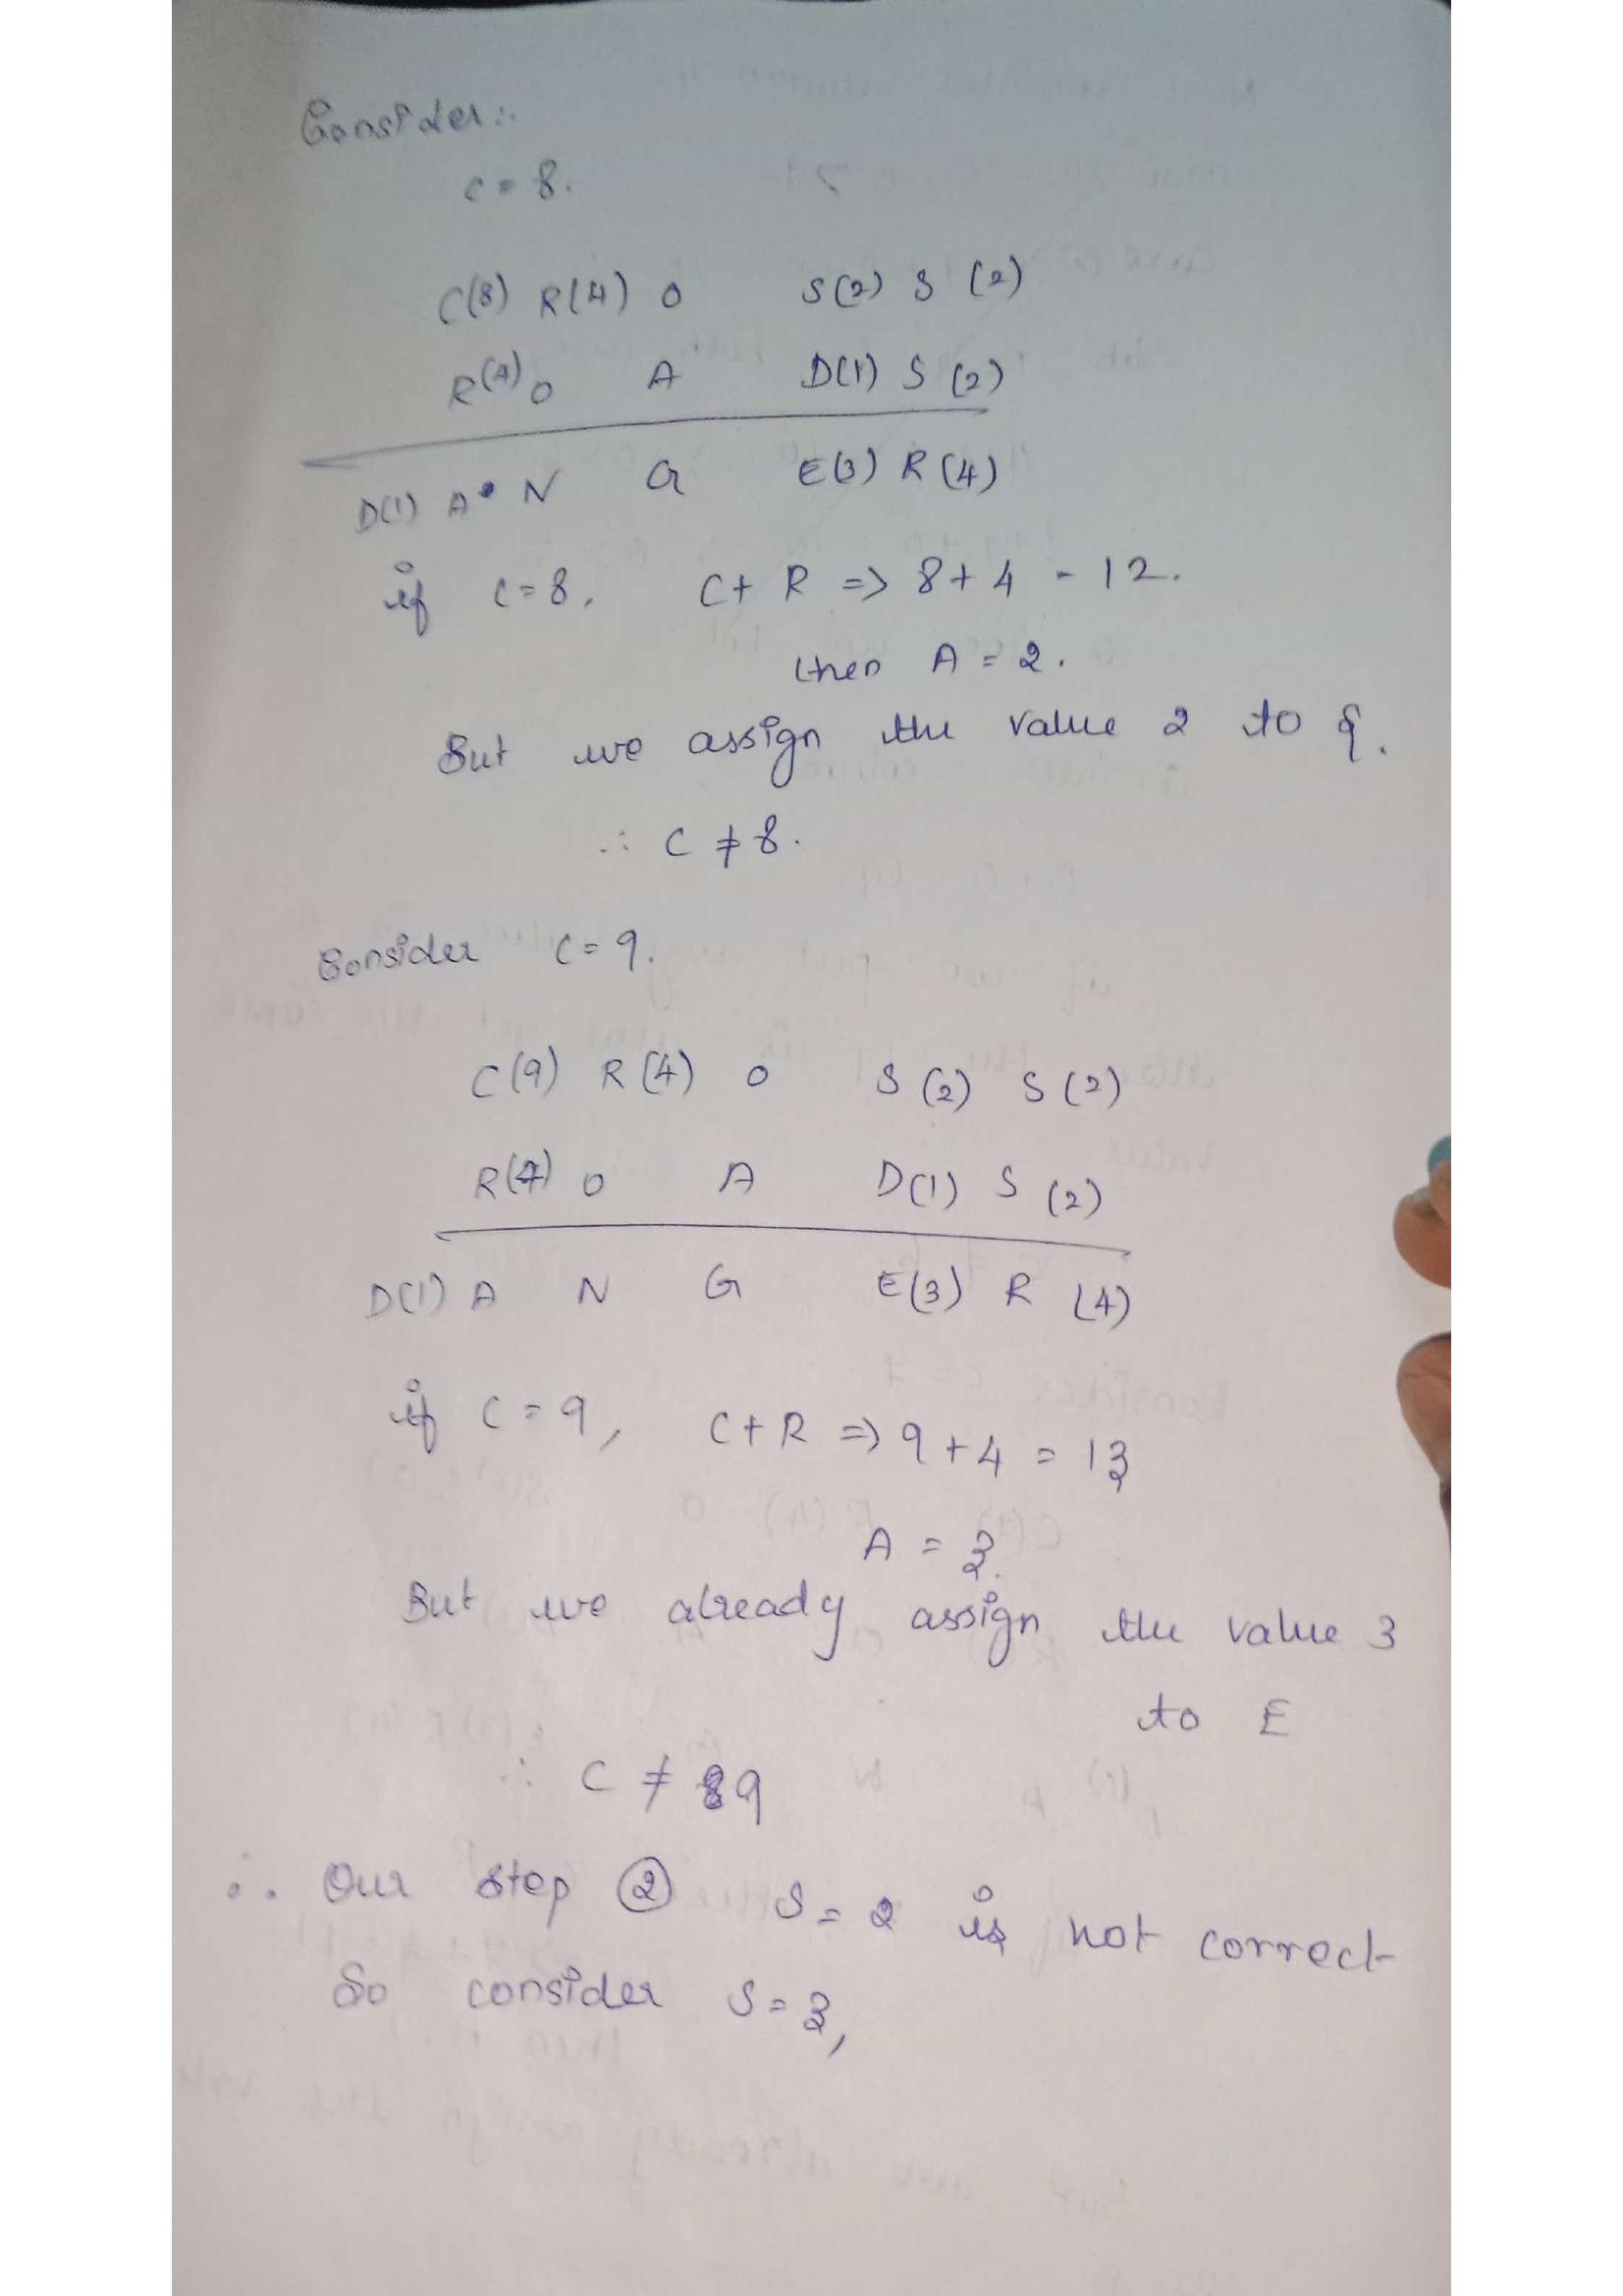 Consider:.
C = 8.
C(8) R(4) O S(2) S (2)
R(4) O A D(1) S (2)
D(1) A N G E(3) R (4)
if C = 8, C + R => 8 + 4 - 12.
then A = 2.
But we assign the value 2 to S.
∴ C ≠ 8.
Consider C = 9.
C(9) R(4) O S (2) S (2)
R(4) O A D(1) S (2)
D(1) A N G E(3) R (4)
if C = 9, C + R => 9 + 4 = 13
A = 3.
But we already assign the value 3
to E
∴ C ≠ 9
∴ Our step ② S = 2 is not correct
So consider S = 3,